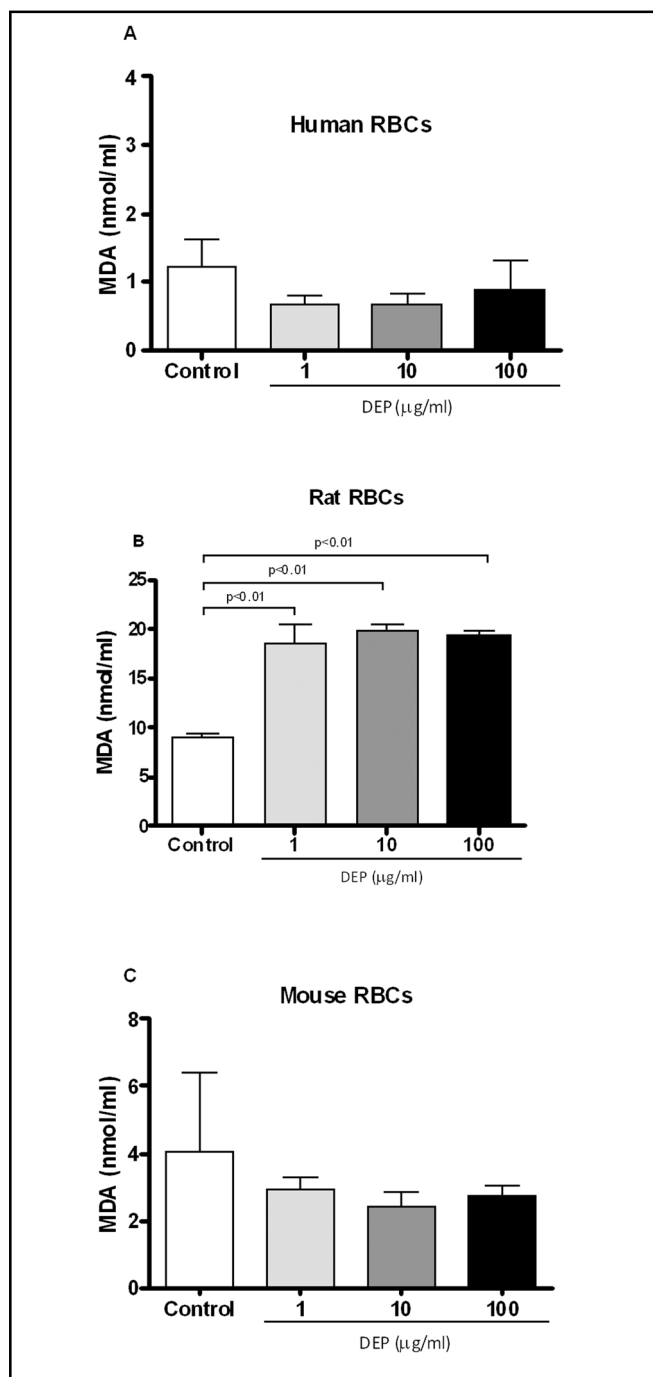 A
Human RBCs
MDA (nmol/ml)
4
3
2
1
0
Control 1 10 100
DEP (μg/ml)
Rat RBCs
B
p<0.01
p<0.01
p<0.01
MDA (nmol/ml)
25
20
15
10
5
0
Control 1 10 100
DEP (μg/ml)
C
Mouse RBCs
MDA (nmol/ml)
8
6
4
2
0
Control 1 10 100
DEP (μg/ml)